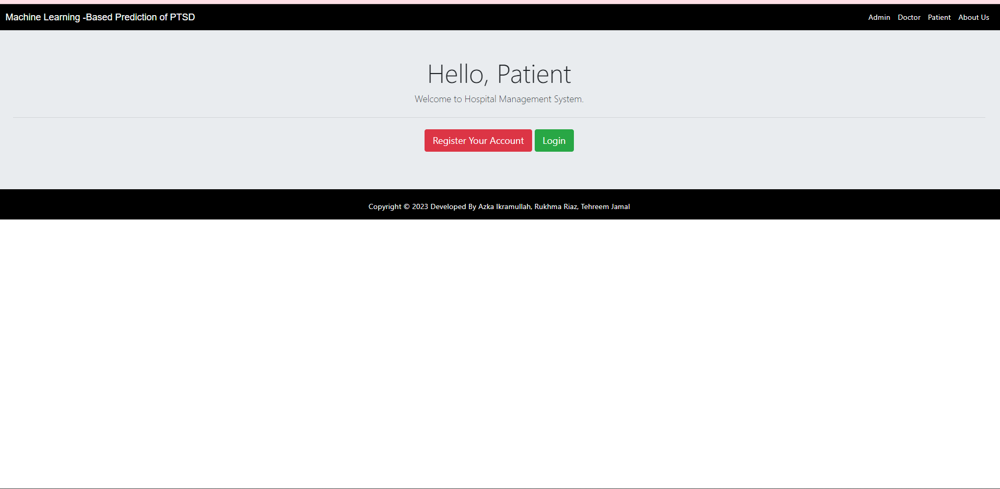 Machine Learning -Based Prediction of PTSD
Admin Doctor Patient About Us
Hello, Patient
Welcome to Hospital Management System.
Register Your Account Login
Copyright © 2023 Developed By Azka Ikramullah, Rukhma Riaz, Tehreem Jamal